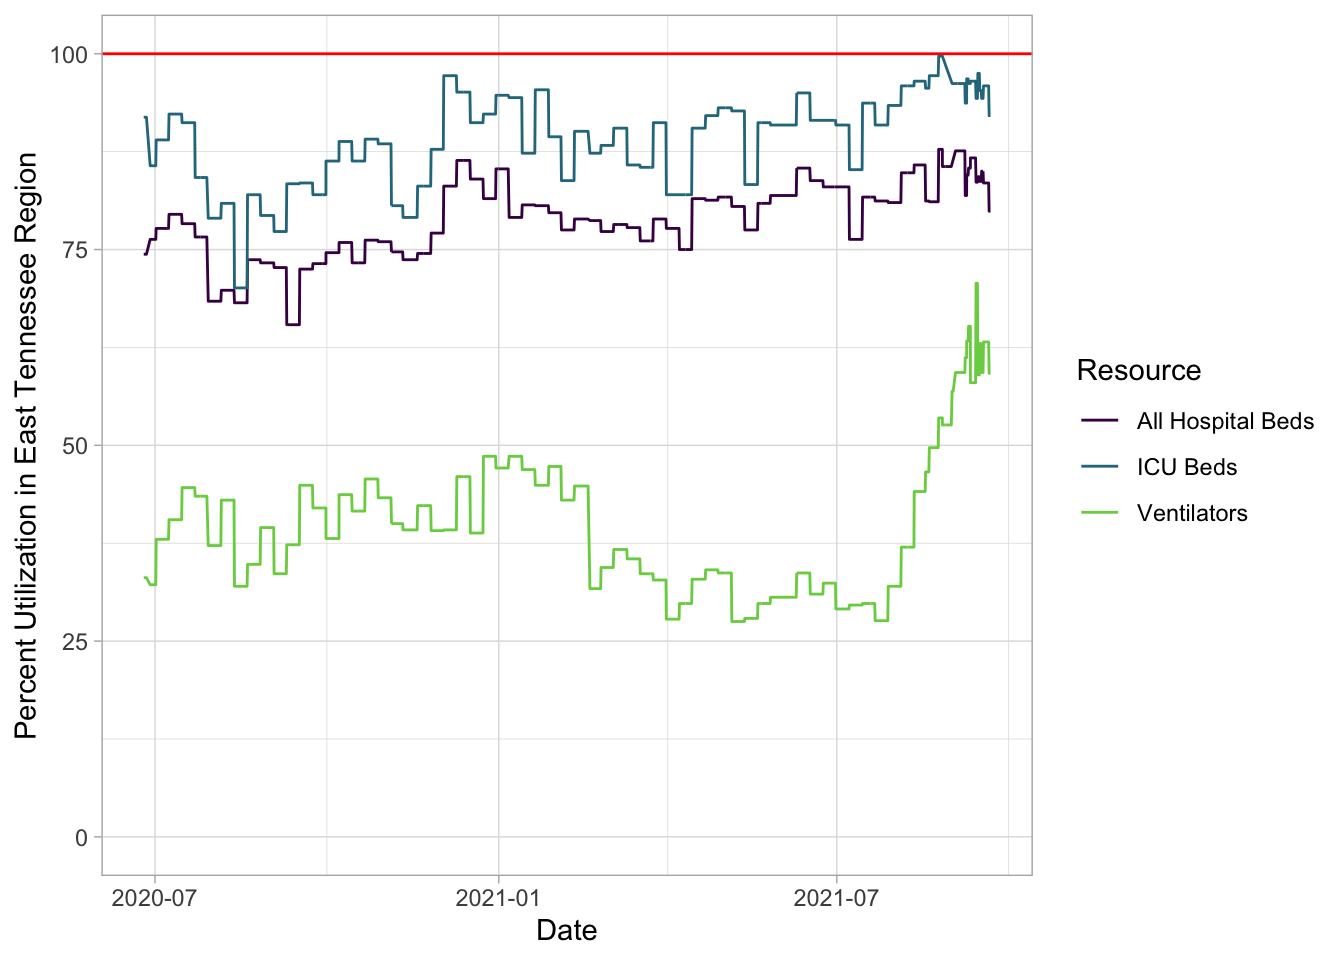 Percent Utilization in East Tennessee Region
100
75
50
25
0
2020-07
2021-01
2021-07
Date
Resource
All Hospital Beds
ICU Beds
Ventilators